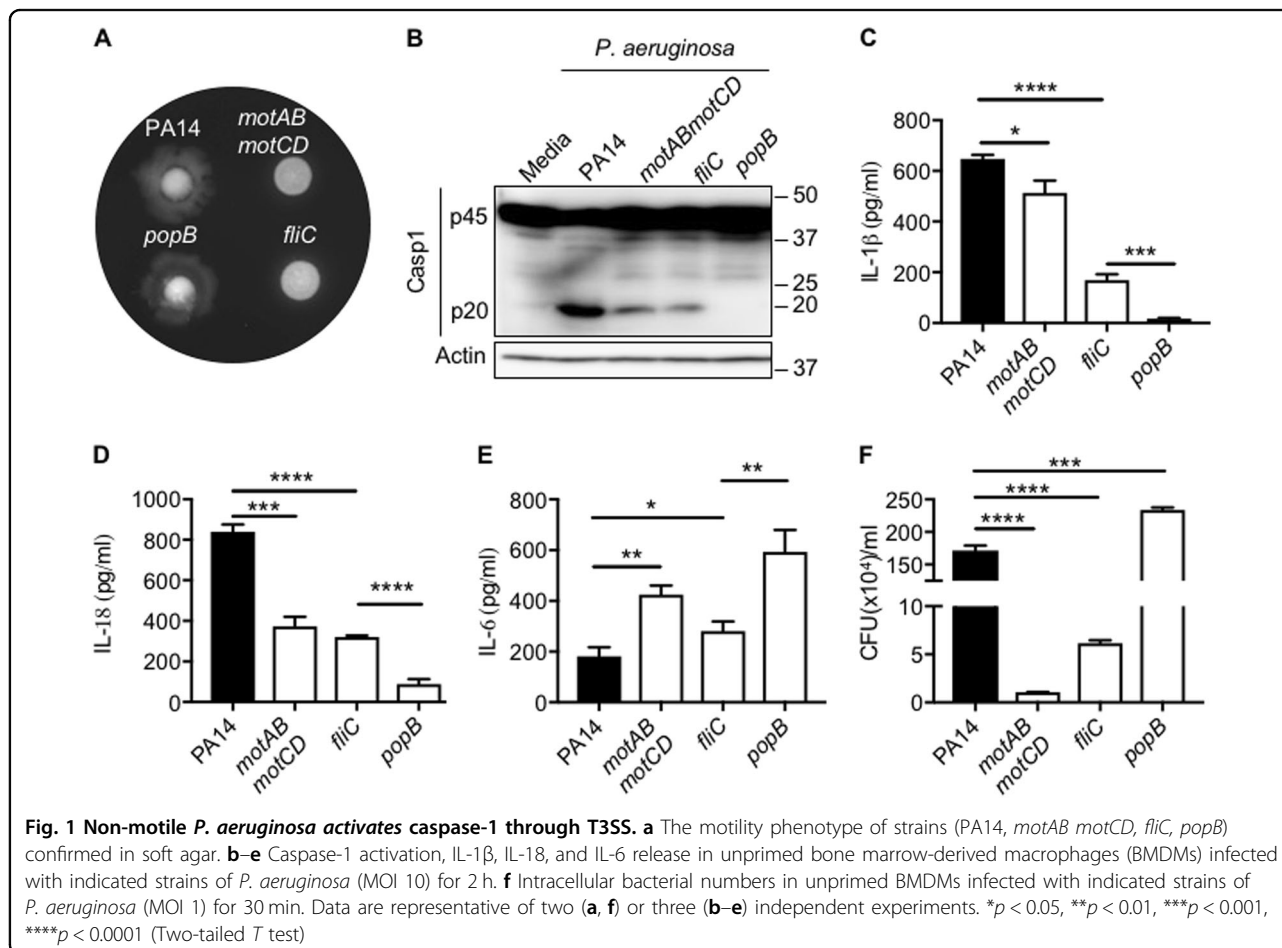 A
PA14
motAB
motCD
popB
fliC
B
P. aeruginosa
Media
PA14
motABmotCD
fliC
popB
Casp1
p45
p20
Actin
50
37
25
20
37
C
IL-1β (pg/ml)
800
600
400
200
0
****
*
***
PA14
motAB
motCD
fliC
popB
D
IL-18 (pg/ml)
1000
800
600
400
200
0
****
***
****
PA14
motAB
motCD
fliC
popB
E
IL-6 (pg/ml)
800
600
400
200
0
**
*
**
PA14
motAB
motCD
fliC
popB
F
CFU(x10⁴)/ml
250
200
150
10
5
0
***
****
****
PA14
motAB
motCD
fliC
popB
Fig. 1 Non-motile P. aeruginosa activates caspase-1 through T3SS. a The motility phenotype of strains (PA14, motAB motCD, fliC, popB)
confirmed in soft agar. b–e Caspase-1 activation, IL-1β, IL-18, and IL-6 release in unprimed bone marrow-derived macrophages (BMDMs) infected
with indicated strains of P. aeruginosa (MOI 10) for 2 h. f Intracellular bacterial numbers in unprimed BMDMs infected with indicated strains of
P. aeruginosa (MOI 1) for 30 min. Data are representative of two (a, f) or three (b–e) independent experiments. *p < 0.05, **p < 0.01, ***p < 0.001,
****p < 0.0001 (Two-tailed T test)